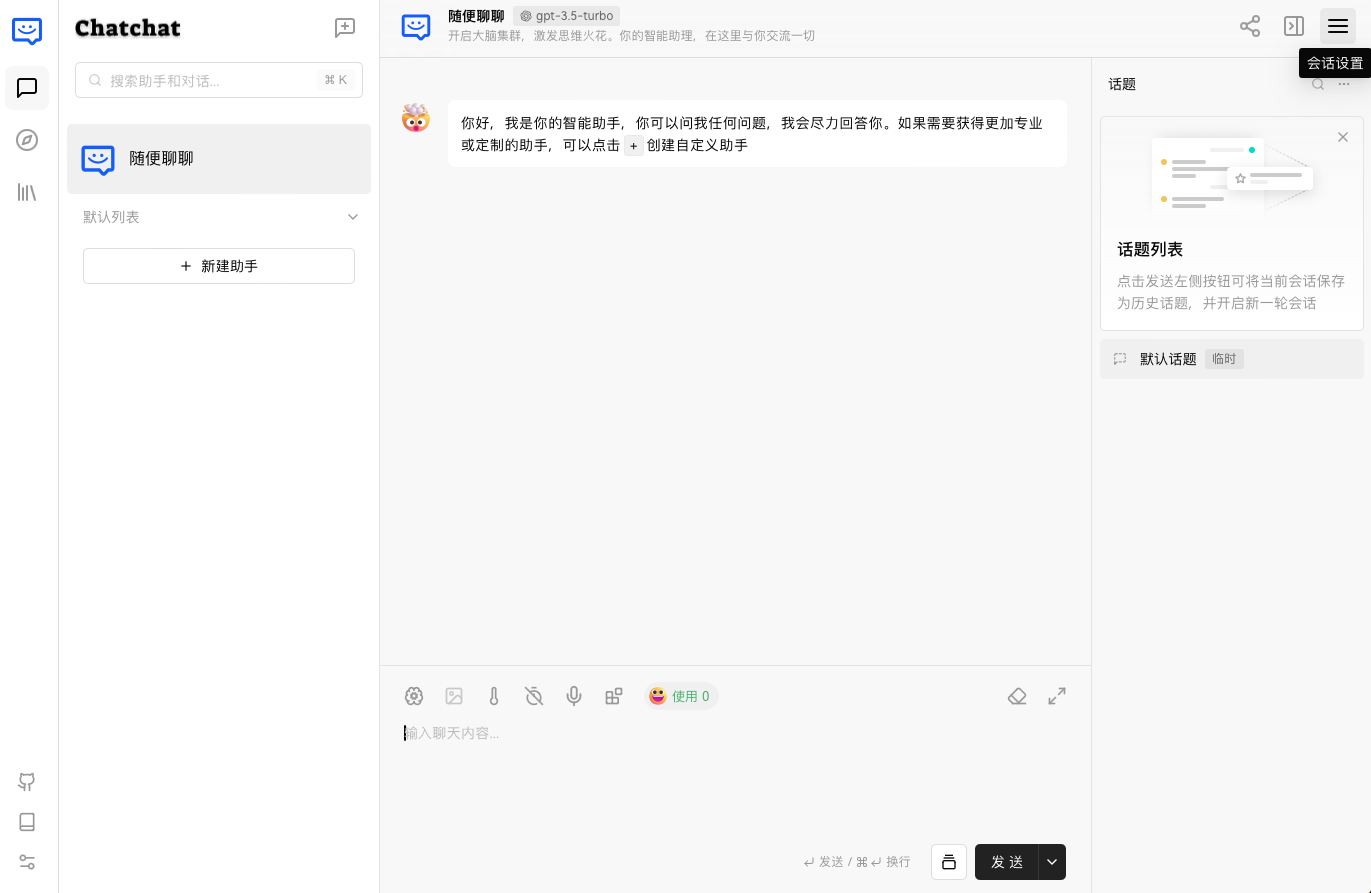 Chatchat
搜索助手和对话...
⌘ K
随便聊聊
默认列表
+ 新建助手
随便聊聊 gpt-3.5-turbo
开启大脑集群，激发思维火花。你的智能助理，在这里与你交流一切
会话设置
你好，我是你的智能助手，你可以问我任何问题，我会尽力回答你。如果需要获得更加专业
或定制的助手，可以点击 + 创建自定义助手
使用 0
输入聊天内容...
↵ 发送 / ⌘ ↵ 换行
发 送
话题
话题列表
点击发送左侧按钮可将当前会话保存
为历史话题，并开启新一轮会话
默认话题 临时